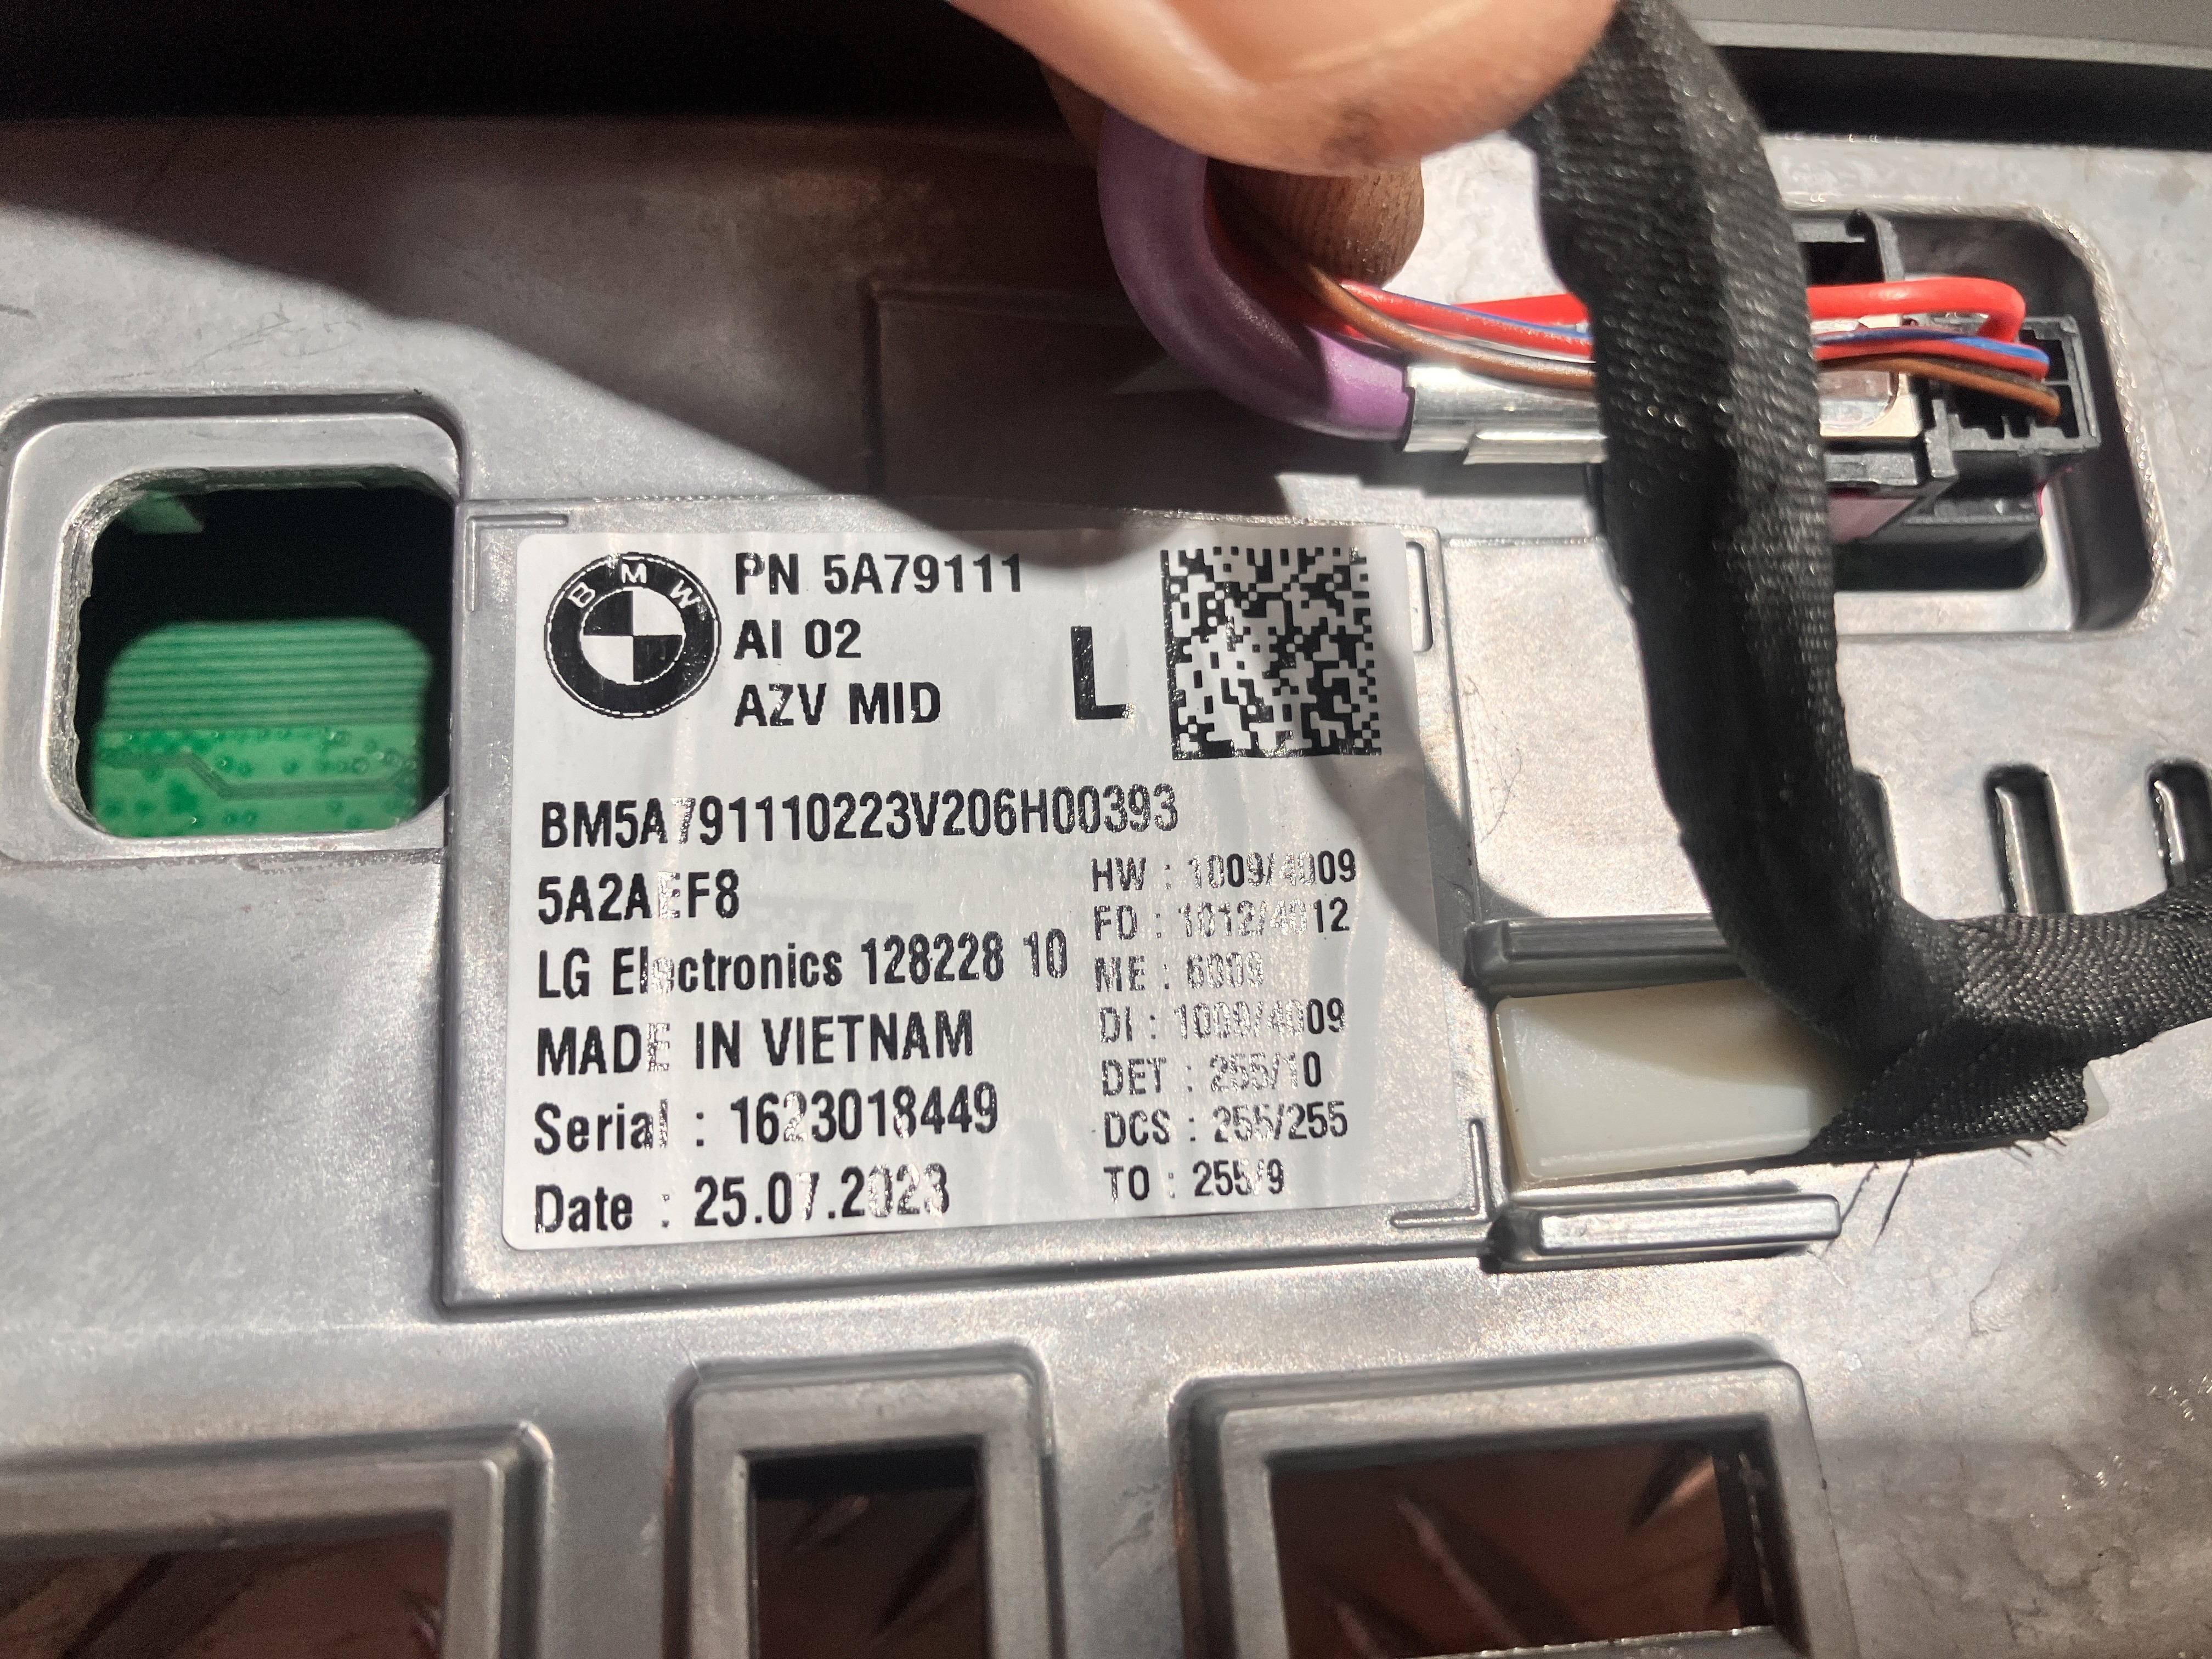 BMW
PN 5A79111
AI 02
AZV MID
L
BM5A791110223V206H00393
5A2AEF8
LG Electronics 128228 10
MADE IN VIETNAM
Serial : 1623018449
Date : 25.07.2023
HW : 1009/4009
FD : 1012/4012
ME : 6009
DI : 1009/4009
DET : 255/10
DCS : 255/255
TO : 255/9